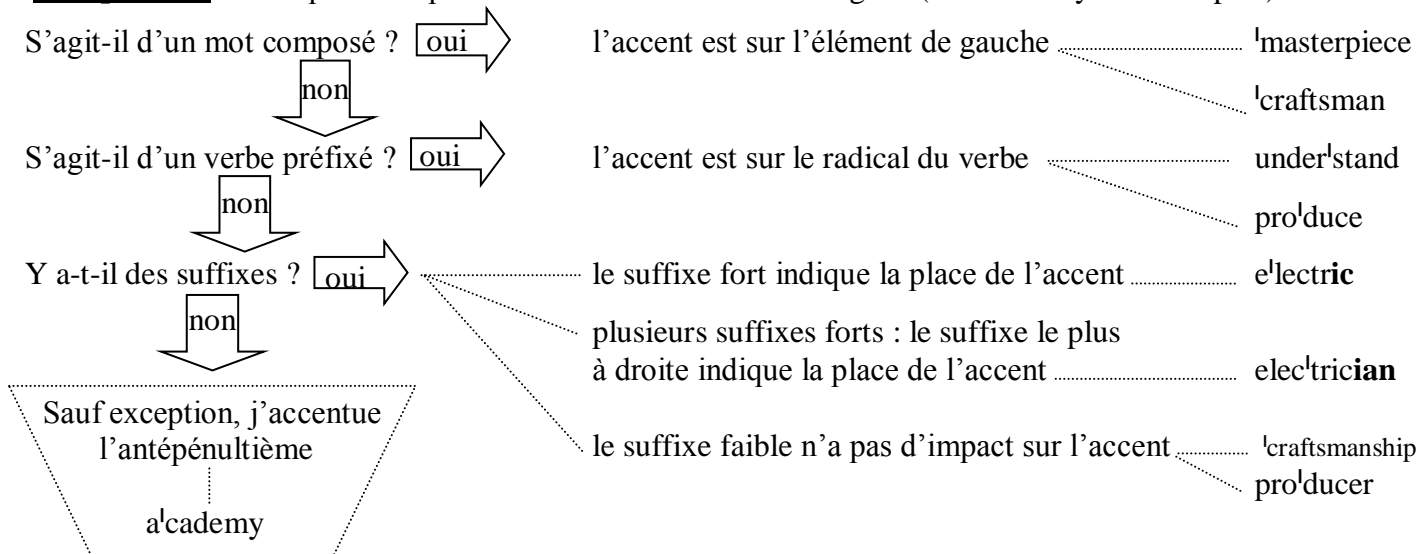 S'agit-il d'un mot composé ? oui l'accent est sur l'élément de gauche ˈmasterpiece
ˈcraftsman
non
S'agit-il d'un verbe préfixé ? oui l'accent est sur le radical du verbe underˈstand
non
proˈduce
Y a-t-il des suffixes ? oui le suffixe fort indique la place de l'accent eˈlectric
non
plusieurs suffixes forts : le suffixe le plus
à droite indique la place de l'accent elecˈtrician
Sauf exception, j'accentue
l'antépénultième
le suffixe faible n'a pas d'impact sur l'accent ˈcraftsmanship
proˈducer
aˈcademy